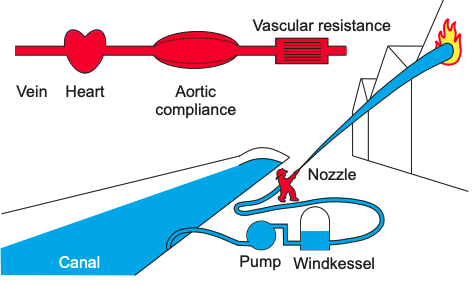 Vascular resistance
Vein
Heart
Aortic
compliance
Nozzle
Pump
Windkessel
Canal